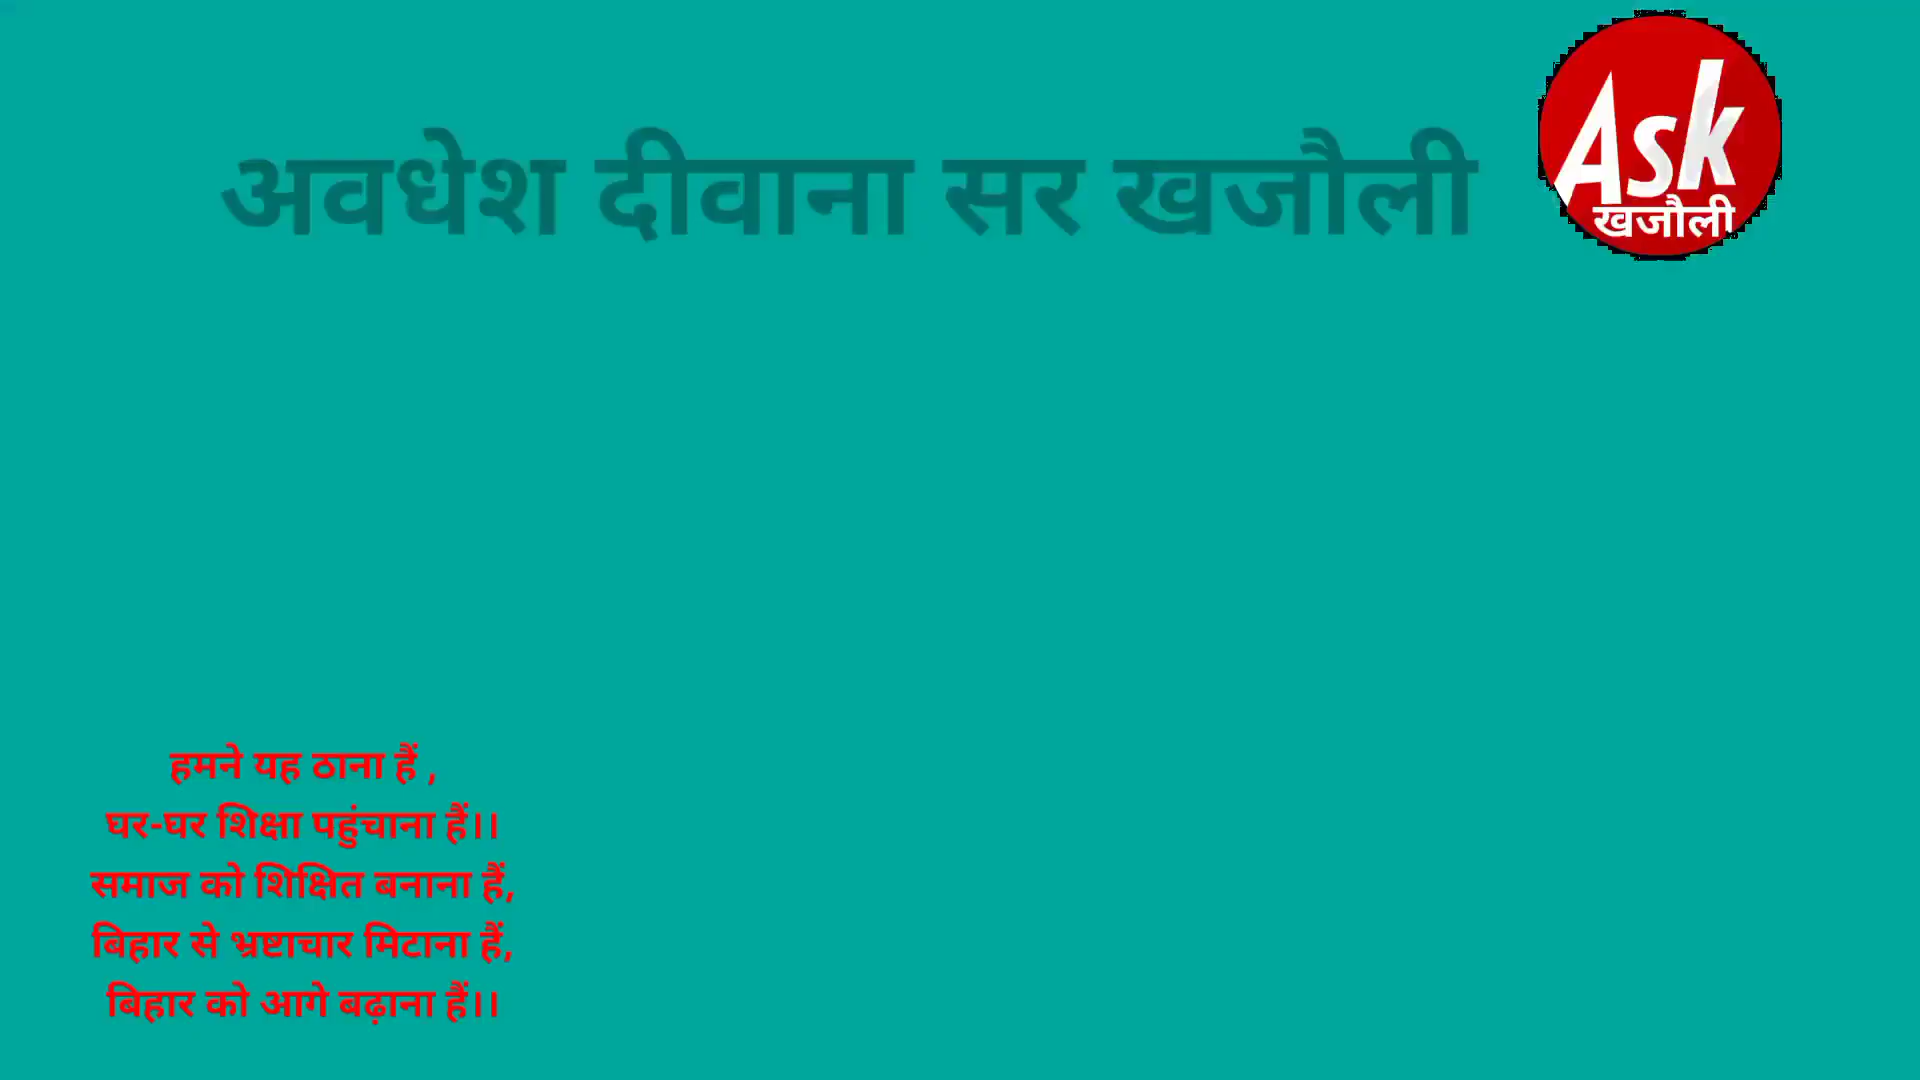 अवधेश दीवाना सर खजौली
Ask
खजौली
हमने यह ठाना हैं ,
घर-घर शिक्षा पहुंचाना हैं।।
समाज को शिक्षित बनाना हैं,
बिहार से भ्रष्टाचार मिटाना हैं,
बिहार को आगे बढ़ाना हैं।।